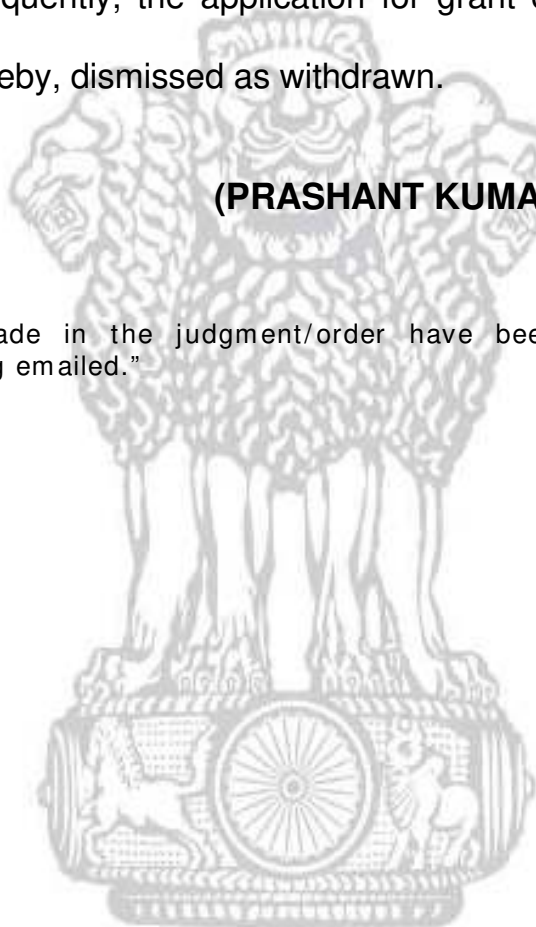 quently, the application for grant
eby, dismissed as withdrawn.
(PRASHANT KUMA
ade in the judgment/order have bee
g emailed.”